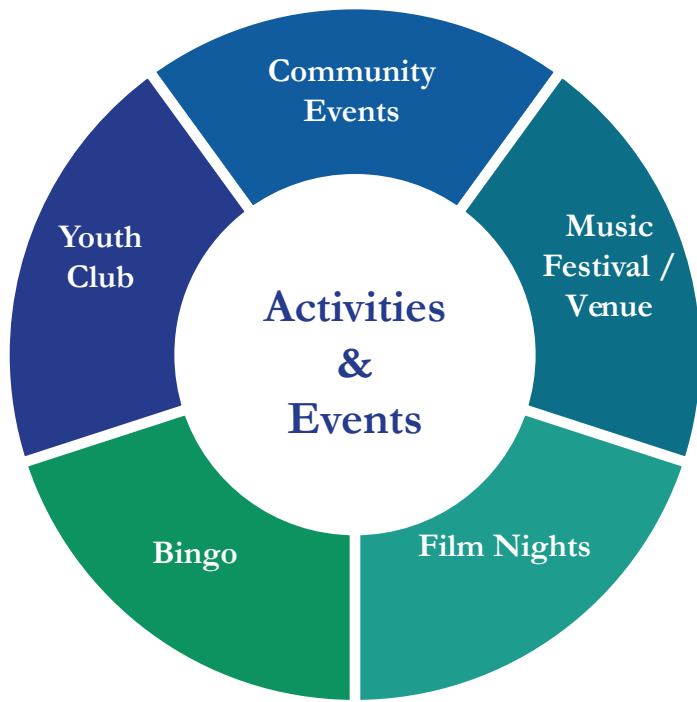 Community
Events
Music
Festival /
Venue
Youth
Club
Activities
&
Events
Film Nights
Bingo